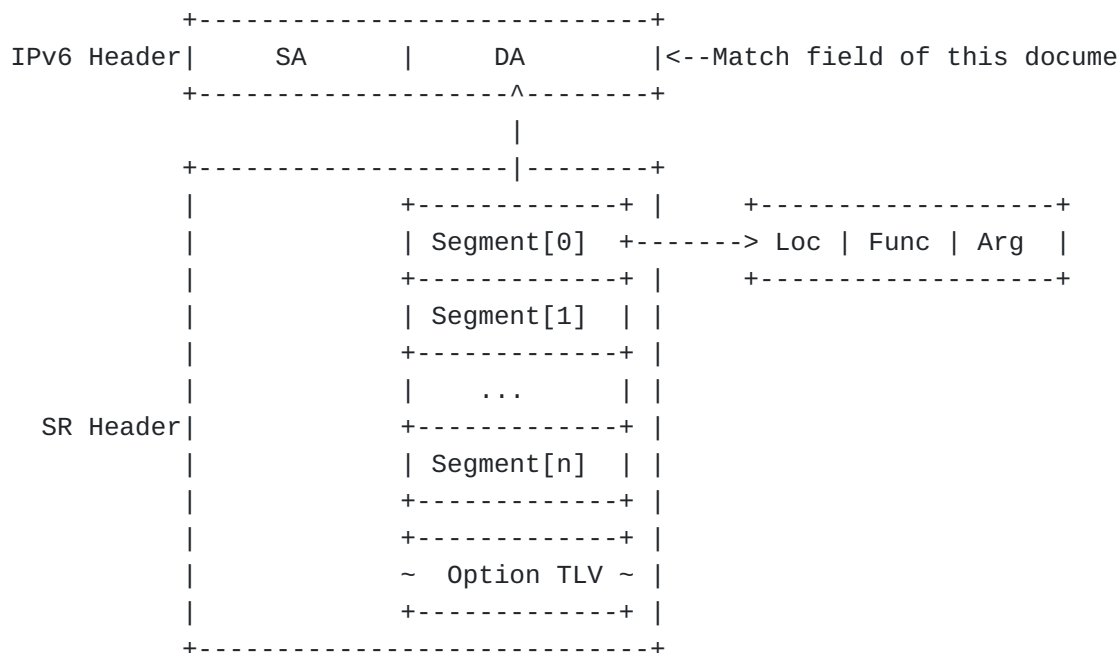 +-----------------------------+
   IPv6 Header|     SA      |     DA        |<--Match field of this docume
              +--------------------^--------+
                                   |
              +--------------------|--------+
              |             +-------------+ |     +-------------------+
              |             | Segment[0]  +-------> Loc | Func | Arg  |
              |             +-------------+ |     +-------------------+
              |             | Segment[1]  | |
              |             +-------------+ |
              |             |    ...      | |
     SR Header|             +-------------+ |
              |             | Segment[n]  | |
              |             +-------------+ |
              |             +-------------+ |
              |             ~  Option TLV ~ |
              |             +-------------+ |
              +-----------------------------+